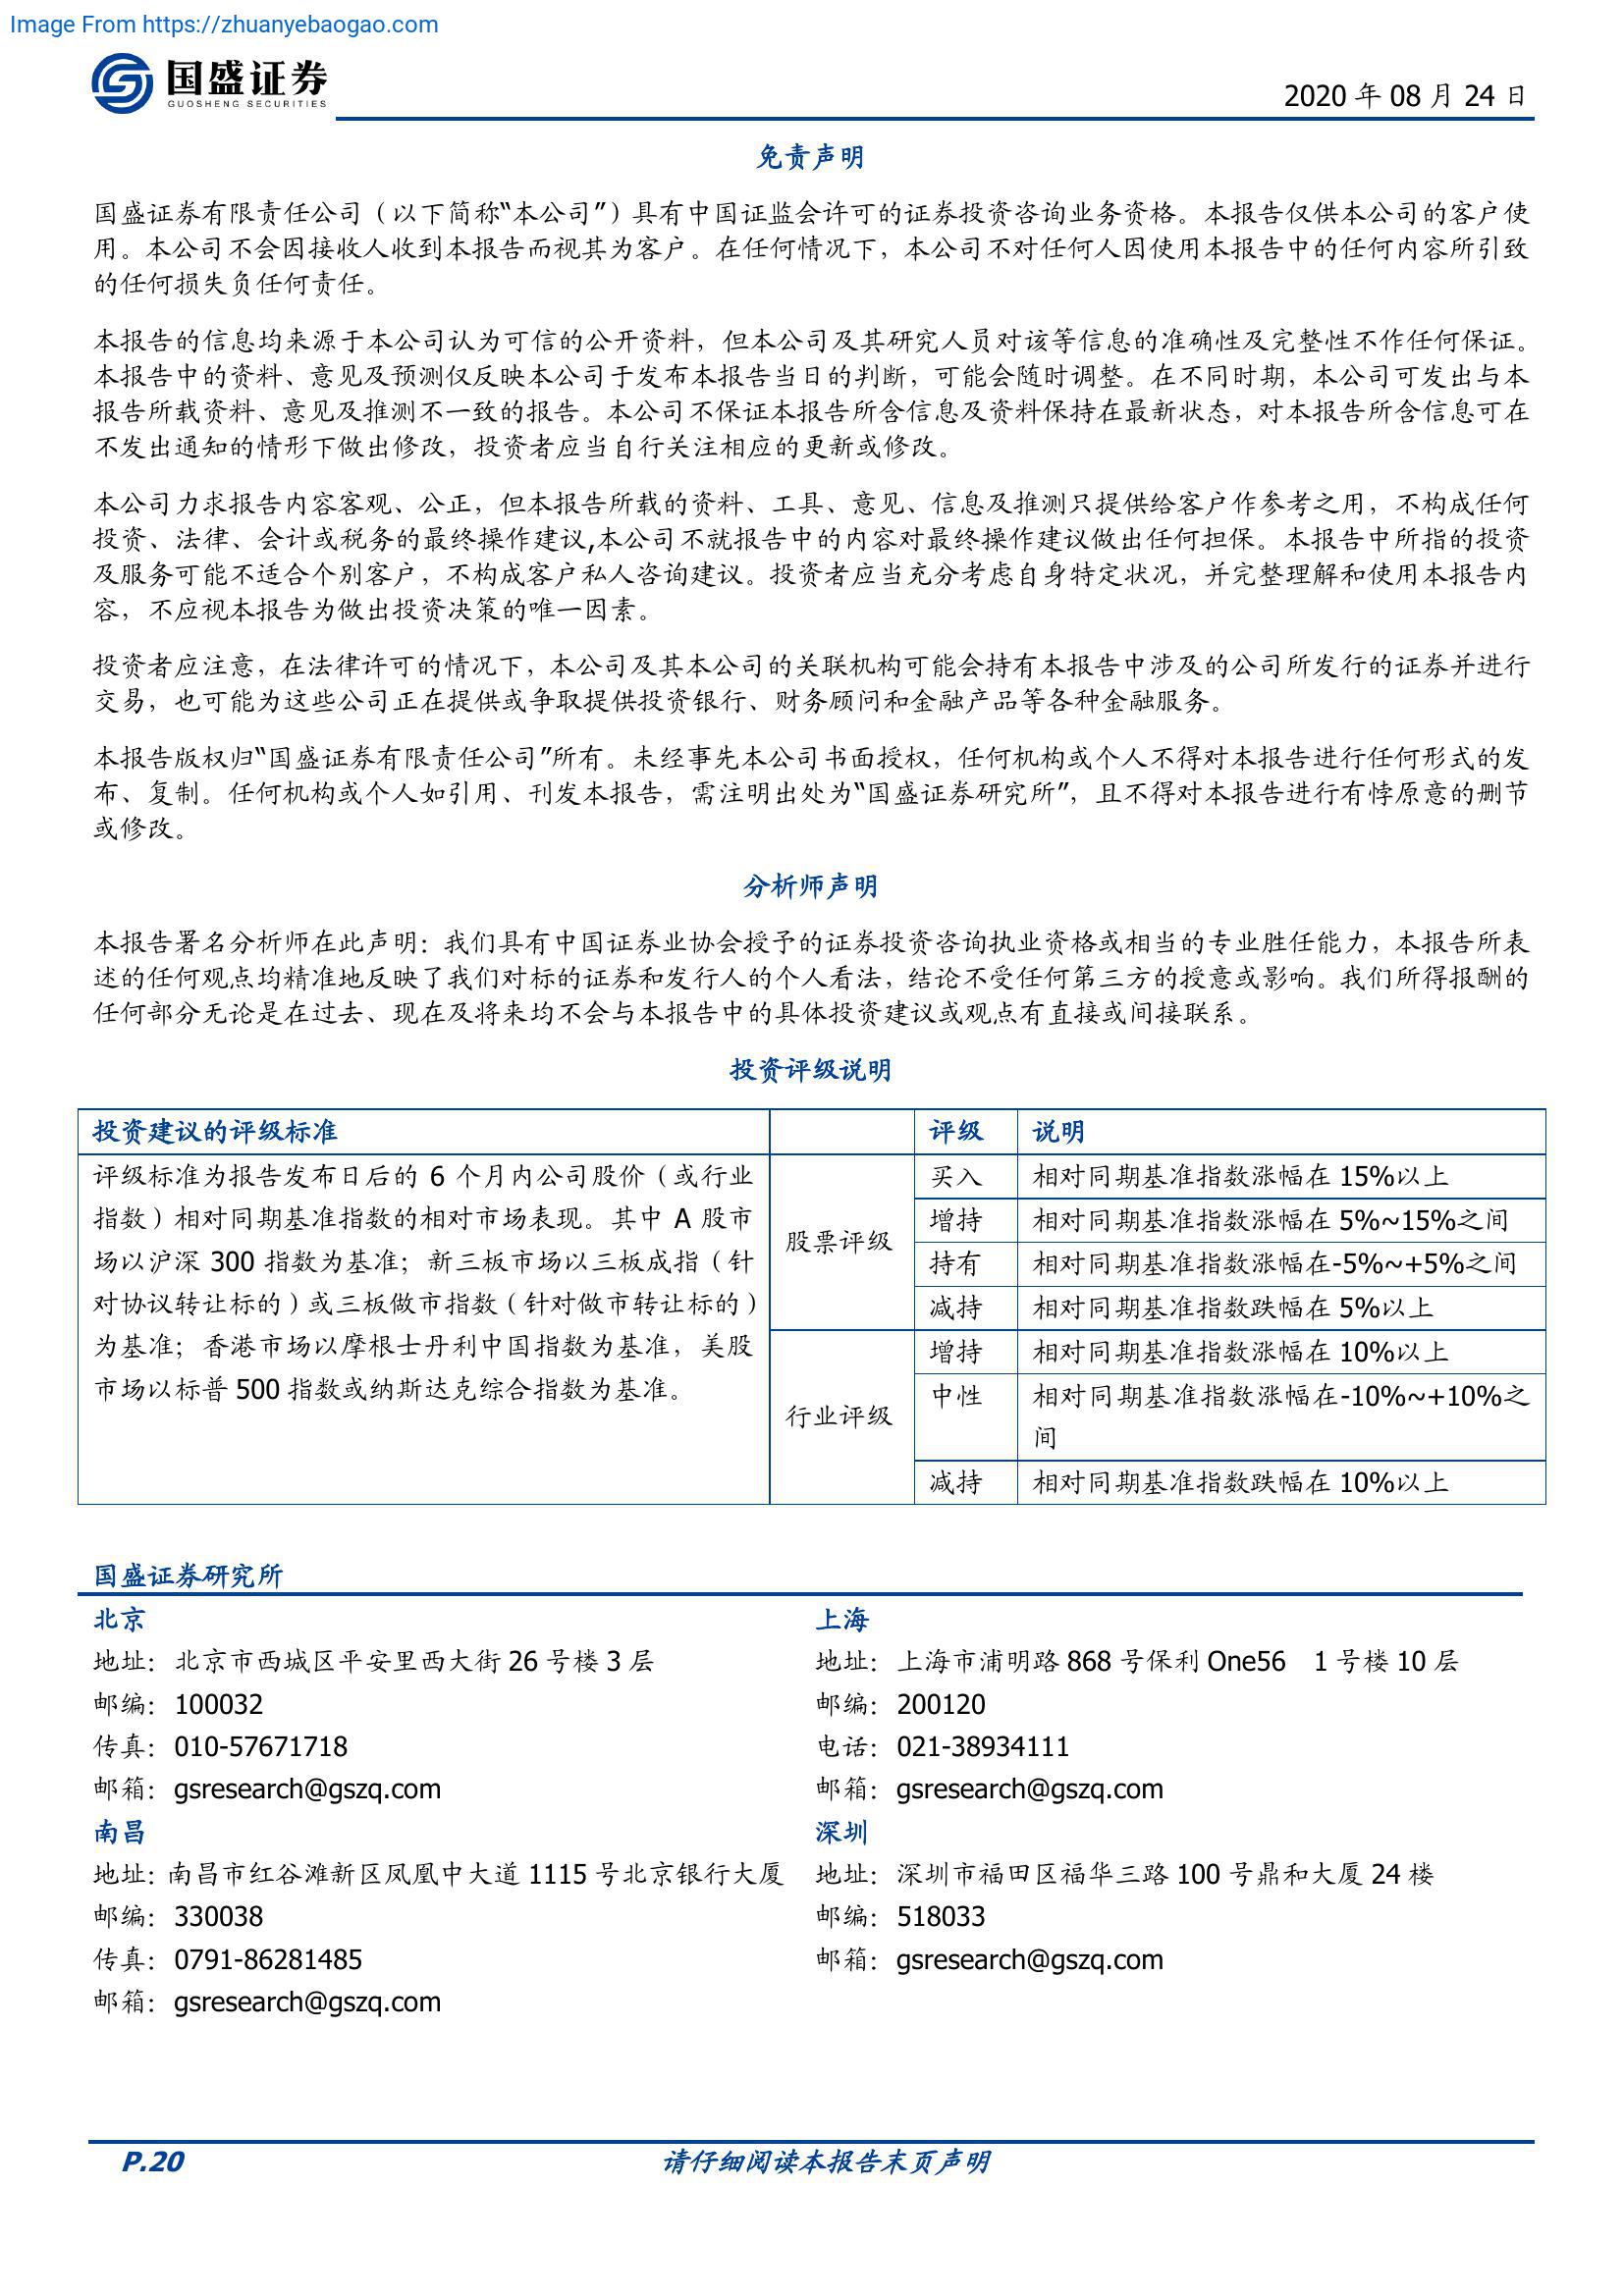 Image From https://zhuanyebaogao.com
国盛证券
GUOSHENG SECURITIES
2020 年 08 月 24 日
免责声明
国盛证券有限责任公司（以下简称“本公司”）具有中国证监会许可的证券投资咨询业务资格。本报告仅供本公司的客户使
用。本公司不会因接收人收到本报告而视其为客户。在任何情况下，本公司不对任何人因使用本报告中的任何内容所引致
的任何损失负任何责任。
本报告的信息均来源于本公司认为可信的公开资料，但本公司及其研究人员对该等信息的准确性及完整性不作任何保证。
本报告中的资料、意见及预测仅反映本公司于发布本报告当日的判断，可能会随时调整。在不同时期，本公司可发出与本
报告所载资料、意见及推测不一致的报告。本公司不保证本报告所含信息及资料保持在最新状态，对本报告所含信息可在
不发出通知的情形下做出修改，投资者应当自行关注相应的更新或修改。
本公司力求报告内容客观、公正，但本报告所载的资料、工具、意见、信息及推测只提供给客户作参考之用，不构成任何
投资、法律、会计或税务的最终操作建议,本公司不就报告中的内容对最终操作建议做出任何担保。本报告中所指的投资
及服务可能不适合个别客户，不构成客户私人咨询建议。投资者应当充分考虑自身特定状况，并完整理解和使用本报告内
容，不应视本报告为做出投资决策的唯一因素。
投资者应注意，在法律许可的情况下，本公司及其本公司的关联机构可能会持有本报告中涉及的公司所发行的证券并进行
交易，也可能为这些公司正在提供或争取提供投资银行、财务顾问和金融产品等各种金融服务。
本报告版权归“国盛证券有限责任公司”所有。未经事先本公司书面授权，任何机构或个人不得对本报告进行任何形式的发
布、复制。任何机构或个人如引用、刊发本报告，需注明出处为“国盛证券研究所”，且不得对本报告进行有悖原意的删节
或修改。
分析师声明
本报告署名分析师在此声明：我们具有中国证券业协会授予的证券投资咨询执业资格或相当的专业胜任能力，本报告所表
述的任何观点均精准地反映了我们对标的证券和发行人的个人看法，结论不受任何第三方的授意或影响。我们所得报酬的
任何部分无论是在过去、现在及将来均不会与本报告中的具体投资建议或观点有直接或间接联系。
投资评级说明
投资建议的评级标准 评级 说明
评级标准为报告发布日后的 6 个月内公司股价（或行业
指数）相对同期基准指数的相对市场表现。其中 A 股市
场以沪深 300 指数为基准；新三板市场以三板成指（针
对协议转让标的）或三板做市指数（针对做市转让标的）
为基准；香港市场以摩根士丹利中国指数为基准，美股
市场以标普 500 指数或纳斯达克综合指数为基准。
股票评级
买入 相对同期基准指数涨幅在 15%以上
增持 相对同期基准指数涨幅在 5%~15%之间
持有 相对同期基准指数涨幅在-5%~+5%之间
减持 相对同期基准指数跌幅在 5%以上
行业评级
增持 相对同期基准指数涨幅在 10%以上
中性 相对同期基准指数涨幅在-10%~+10%之
间
减持 相对同期基准指数跌幅在 10%以上
国盛证券研究所
北京
地址：北京市西城区平安里西大街 26 号楼 3 层
邮编：100032
传真：010-57671718
邮箱：gsresearch@gszq.com
上海
地址：上海市浦明路 868 号保利 One56 1 号楼 10 层
邮编：200120
电话：021-38934111
邮箱：gsresearch@gszq.com
南昌
地址：南昌市红谷滩新区凤凰中大道 1115 号北京银行大厦
邮编：330038
传真：0791-86281485
邮箱：gsresearch@gszq.com
深圳
地址：深圳市福田区福华三路 100 号鼎和大厦 24 楼
邮编：518033
邮箱：gsresearch@gszq.com
P.20
请仔细阅读本报告末页声明